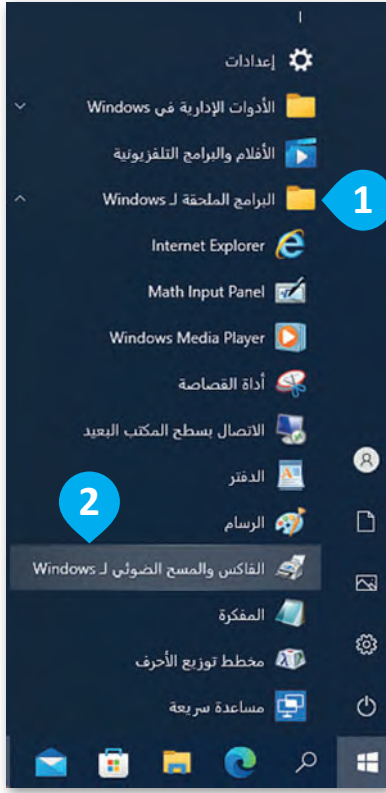 ا
إعدادات
الأدوات الإدارية في Windows
الأفلام والبرامج التلفزيونية
البرامج الملحقة لـ Windows
1
Internet Explorer
Math Input Panel
Windows Media Player
أداة القصاصة
الاتصال بسطح المكتب البعيد
الدفتر
2
الرسام
الفاكس والمسح الضوئي لـ Windows
المفكرة
مخطط توزيع الأحرف
مساعدة سريعة